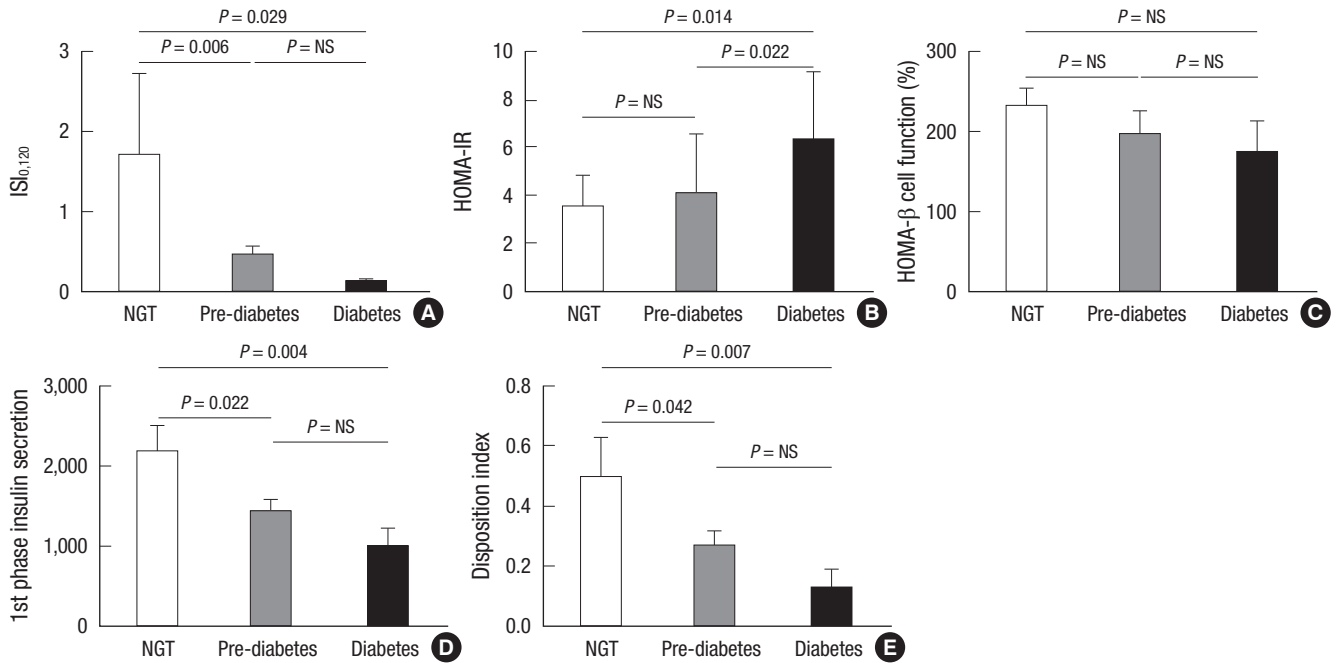 P = 0.029
P = 0.006
P = NS
3
2
1
0
ISI0,120
NGT
Pre-diabetes
Diabetes
A
P = 0.014
P = 0.022
P = NS
10
8
6
4
2
0
HOMA-IR
NGT
Pre-diabetes
Diabetes
B
P = NS
P = NS
P = NS
300
200
100
0
HOMA-β cell function (%)
NGT
Pre-diabetes
Diabetes
C
P = 0.004
P = 0.022
P = NS
3,000
2,000
1,000
0
1st phase insulin secretion
NGT
Pre-diabetes
Diabetes
D
P = 0.007
P = 0.042
P = NS
0.8
0.6
0.4
0.2
0.0
Disposition index
NGT
Pre-diabetes
Diabetes
E